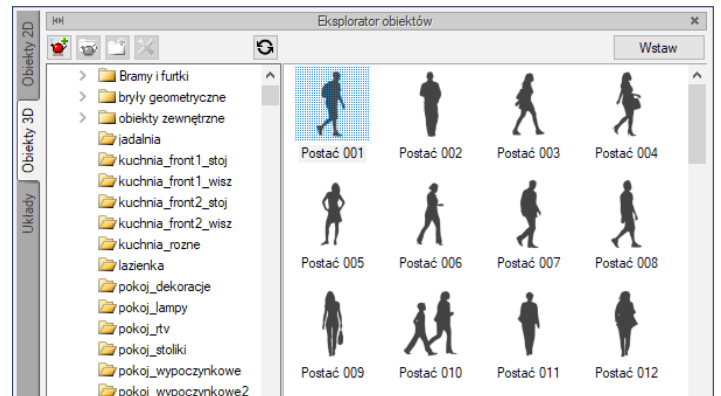 Eksplorator obiektów
Obiekty 2D
Obiekty 3D
Układy
Wstaw
Bramy i furtki
bryły geometryczne
obiekty zewnętrzne
jadalnia
kuchnia_front1_stoj
kuchnia_front1_wisz
kuchnia_front2_stoj
kuchnia_front2_wisz
kuchnia_rozne
lazienka
pokoj_dekoracje
pokoj_lampy
pokoj_rtv
pokoj_stoliki
pokoj_wypoczynkowe
pokoj_wypoczynkowe2
Postać 001 Postać 002 Postać 003 Postać 004
Postać 005 Postać 006 Postać 007 Postać 008
Postać 009 Postać 010 Postać 011 Postać 012